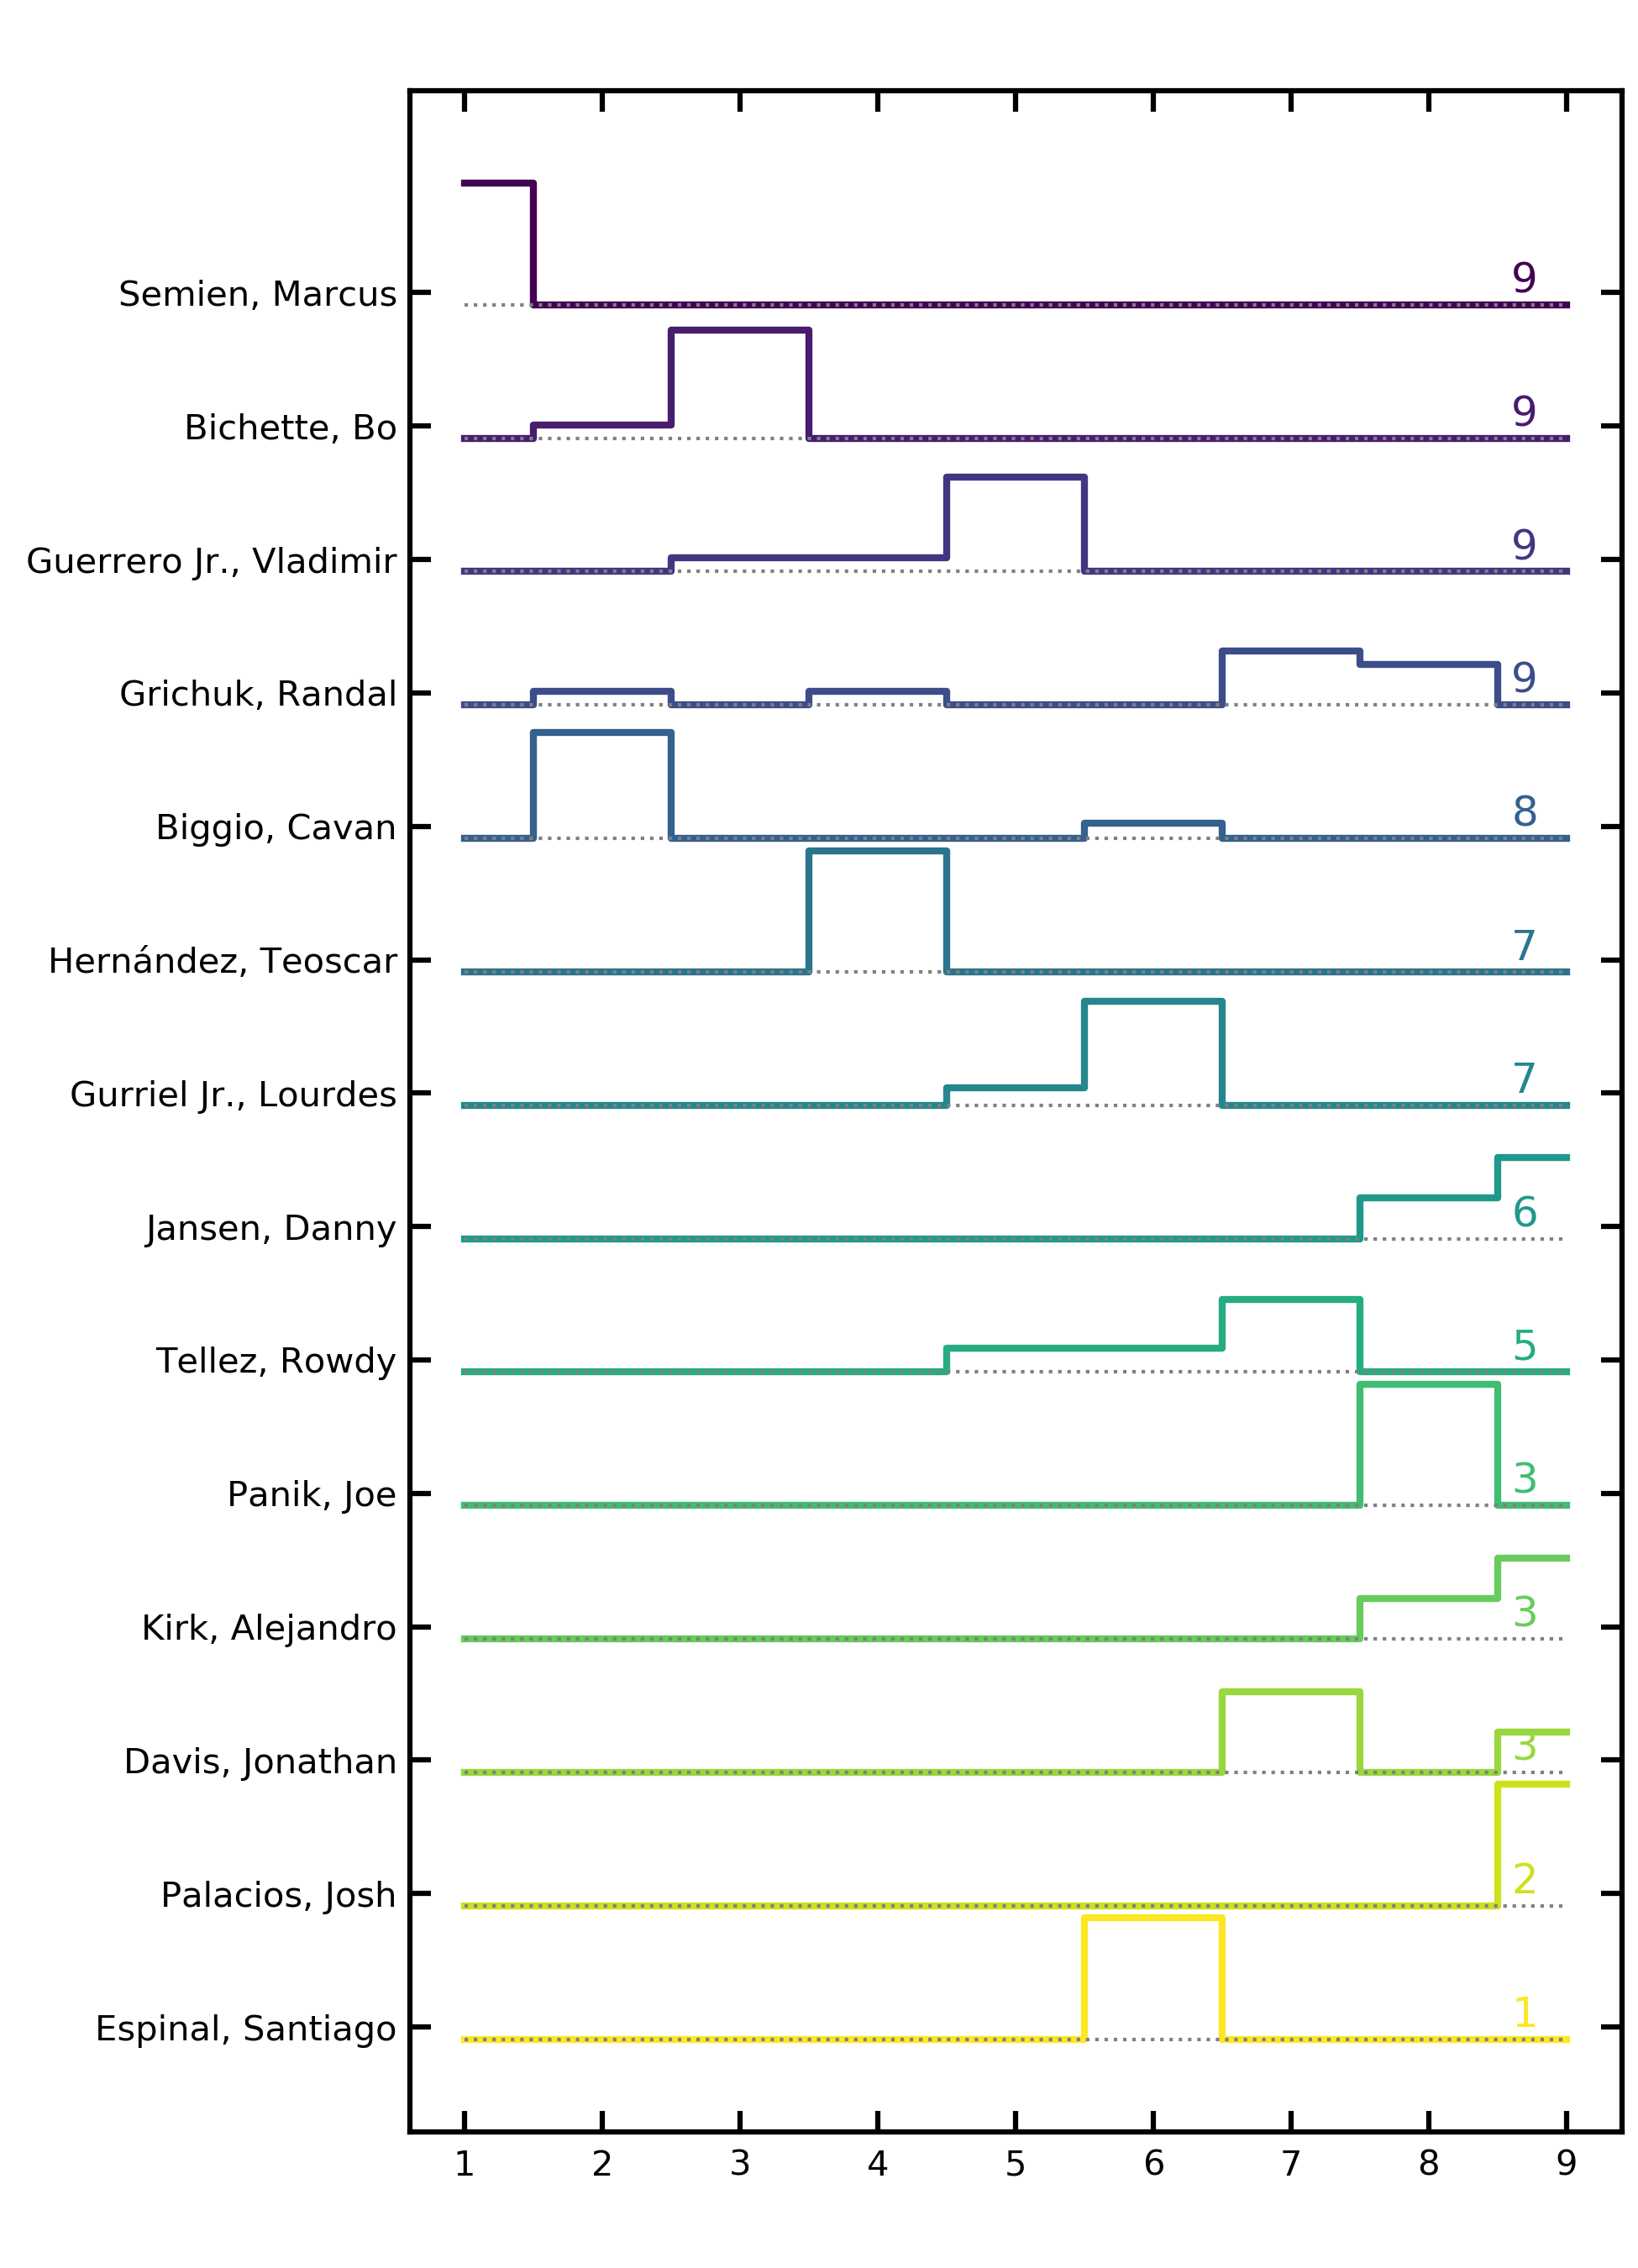 Semien, Marcus 9
Bichette, Bo 9
Guerrero Jr., Vladimir 9
Grichuk, Randal 9
Biggio, Cavan 8
Hernández, Teoscar 7
Gurriel Jr., Lourdes 7
Jansen, Danny 6
Tellez, Rowdy 5
Panik, Joe 3
Kirk, Alejandro 3
Davis, Jonathan 3
Palacios, Josh 2
Espinal, Santiago 1
1 2 3 4 5 6 7 8 9